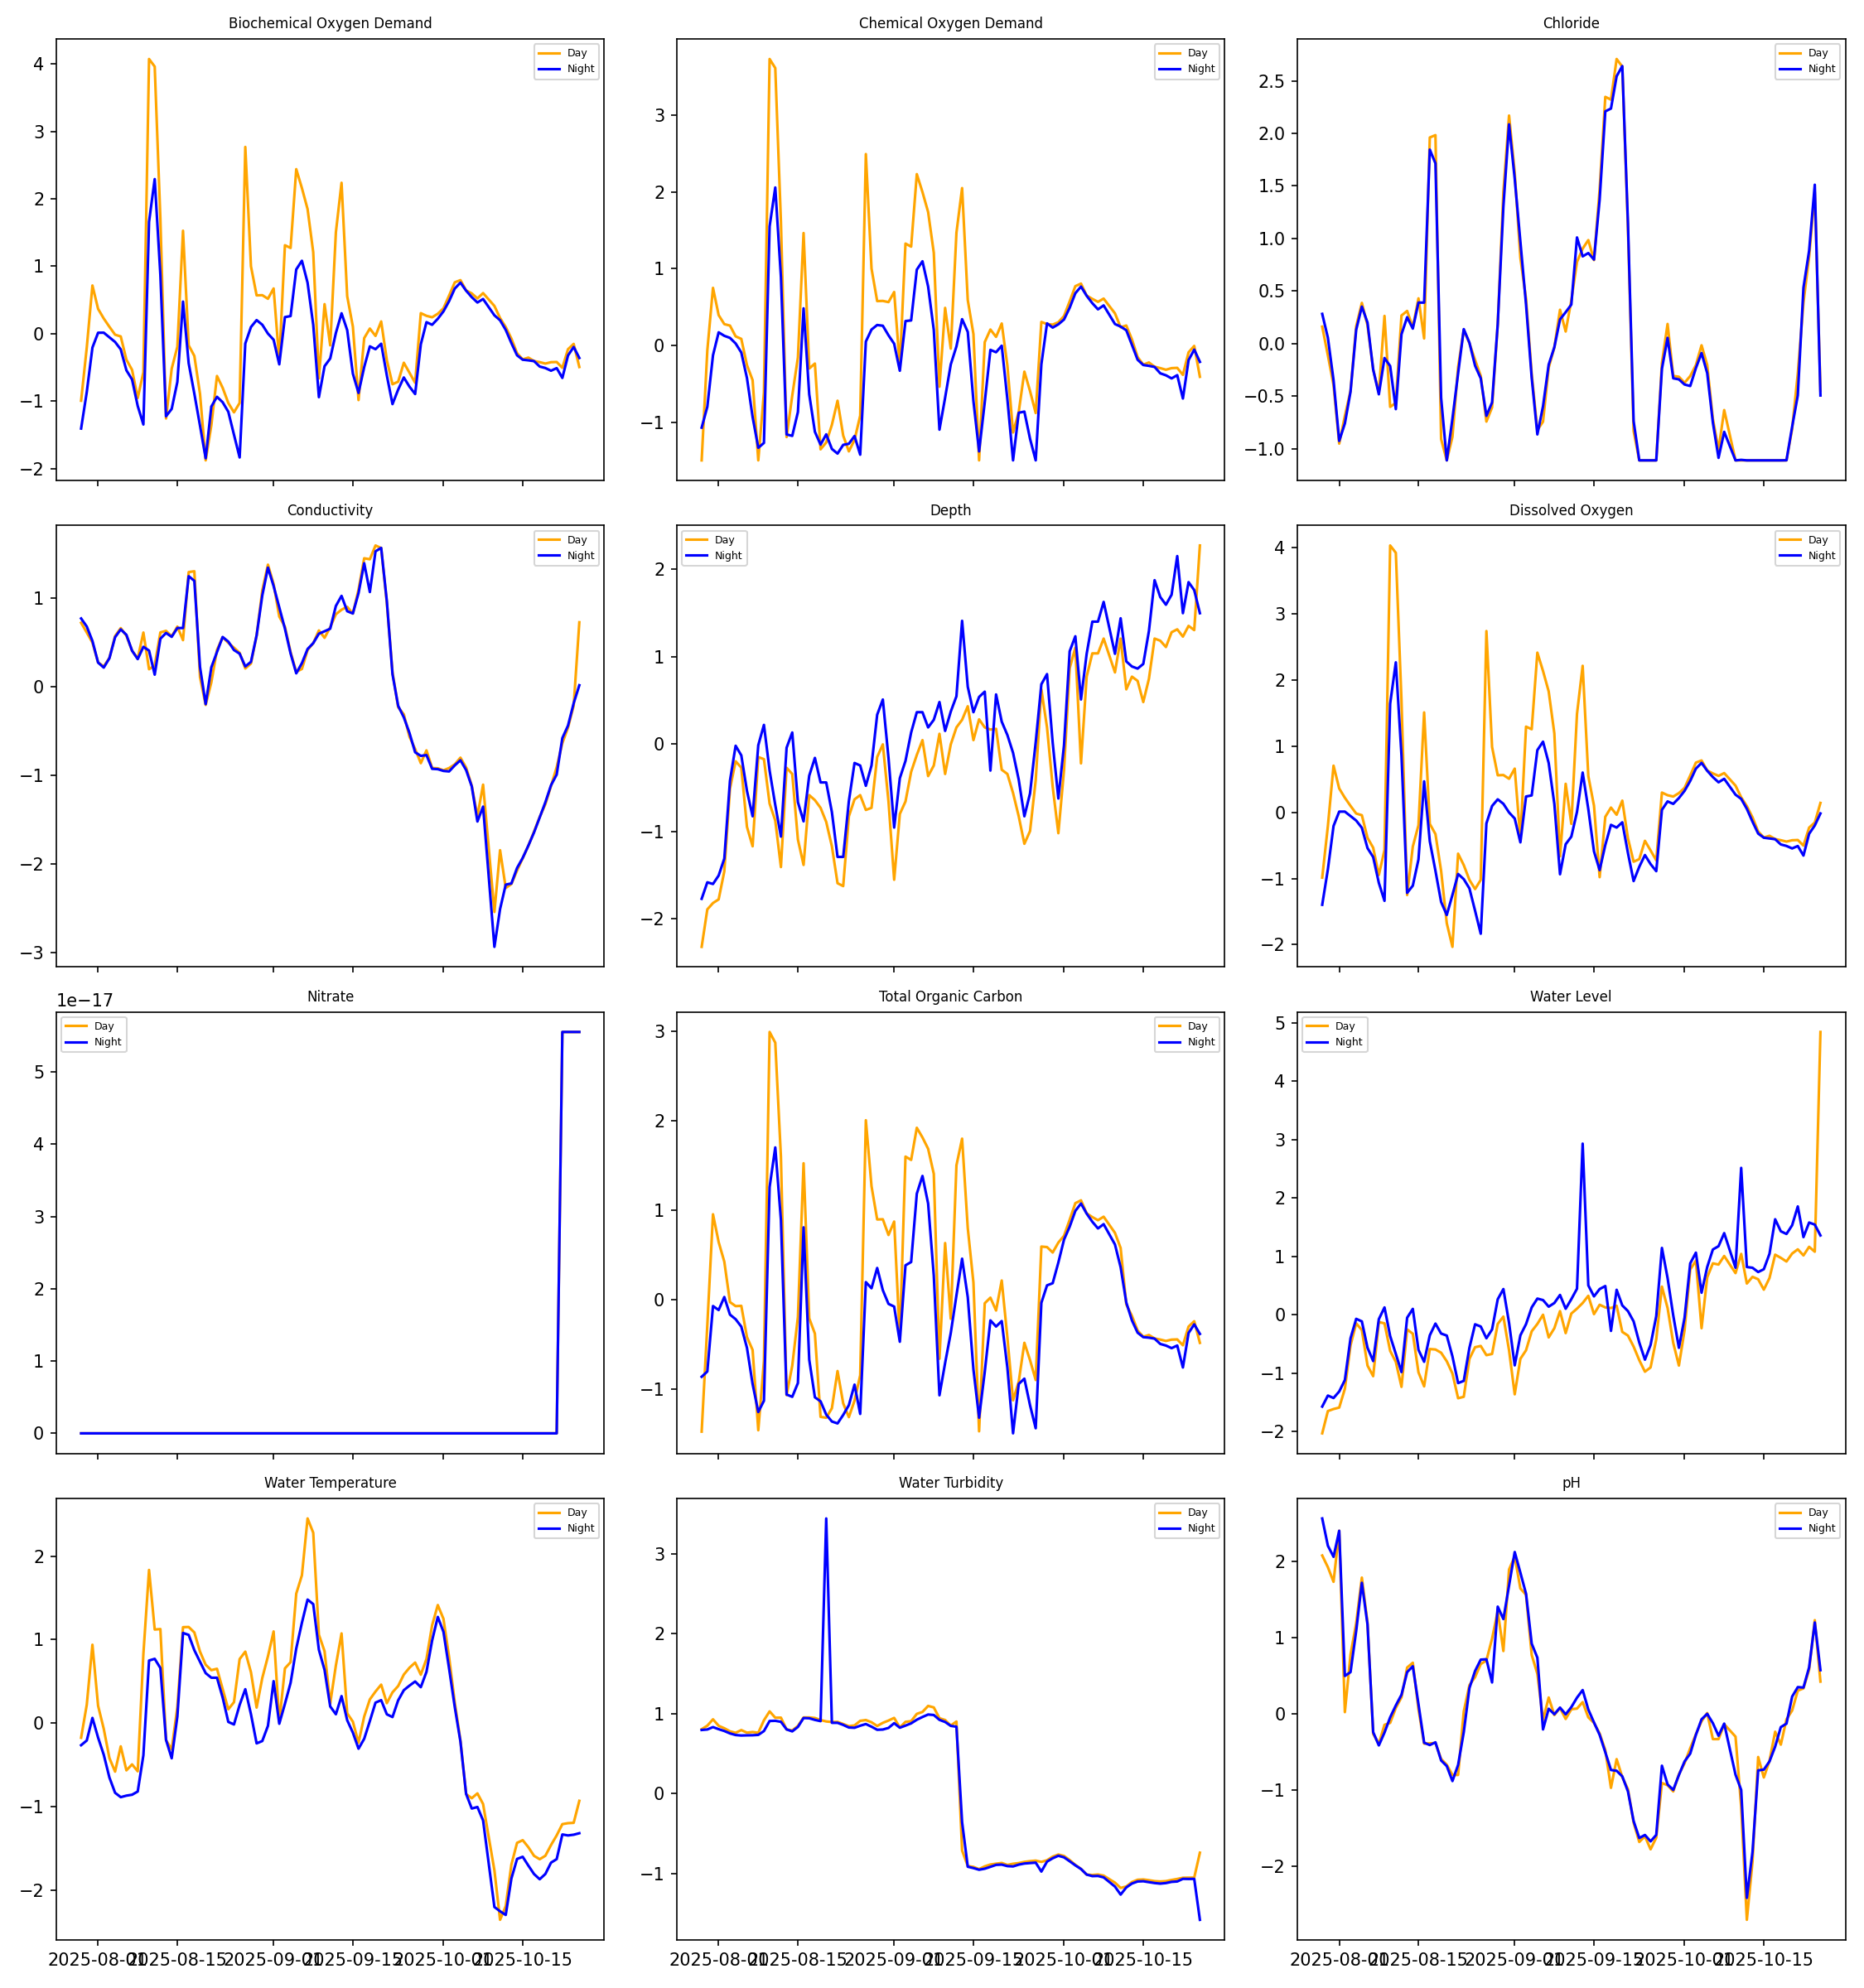 Biochemical Oxygen Demand
4
3
2
1
0
−1
−2
Day
Night
Chemical Oxygen Demand
3
2
1
0
−1
Day
Night
Chloride
2.5
2.0
1.5
1.0
0.5
0.0
−0.5
−1.0
Day
Night
Conductivity
1
0
−1
−2
−3
Day
Night
Depth
2
1
0
−1
−2
Day
Night
Dissolved Oxygen
4
3
2
1
0
−1
−2
Day
Night
Nitrate
1e−17
5
4
3
2
1
0
Day
Night
Total Organic Carbon
3
2
1
0
−1
Day
Night
Water Level
5
4
3
2
1
0
−1
−2
Day
Night
Water Temperature
2
1
0
−1
−2
Day
Night
2025-08-01 2025-08-15 2025-09-01 2025-09-15 2025-10-01 2025-10-15
Water Turbidity
3
2
1
0
−1
Day
Night
2025-08-01 2025-08-15 2025-09-01 2025-09-15 2025-10-01 2025-10-15
pH
2
1
0
−1
−2
Day
Night
2025-08-01 2025-08-15 2025-09-01 2025-09-15 2025-10-01 2025-10-15